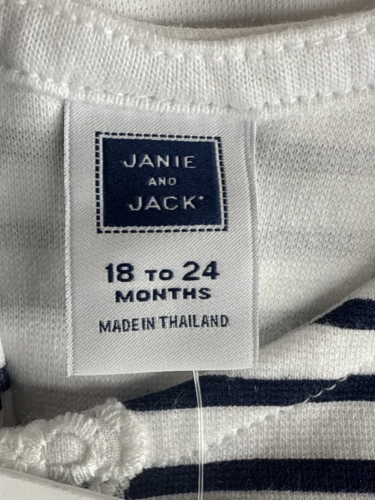 JANIE
AND
JACK
18 TO 24
MONTHS
MADE IN THAILAND